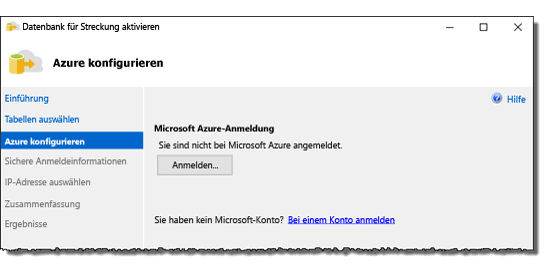 Datenbank für Streckung aktivieren
Azure konfigurieren
Einführung
Tabellen auswählen
Azure konfigurieren
Sichere Anmeldeinformationen
IP-Adresse auswählen
Zusammenfassung
Ergebnisse
Hilfe
Microsoft Azure-Anmeldung
Sie sind nicht bei Microsoft Azure angemeldet.
Anmelden...
Sie haben kein Microsoft-Konto? Bei einem Konto anmelden